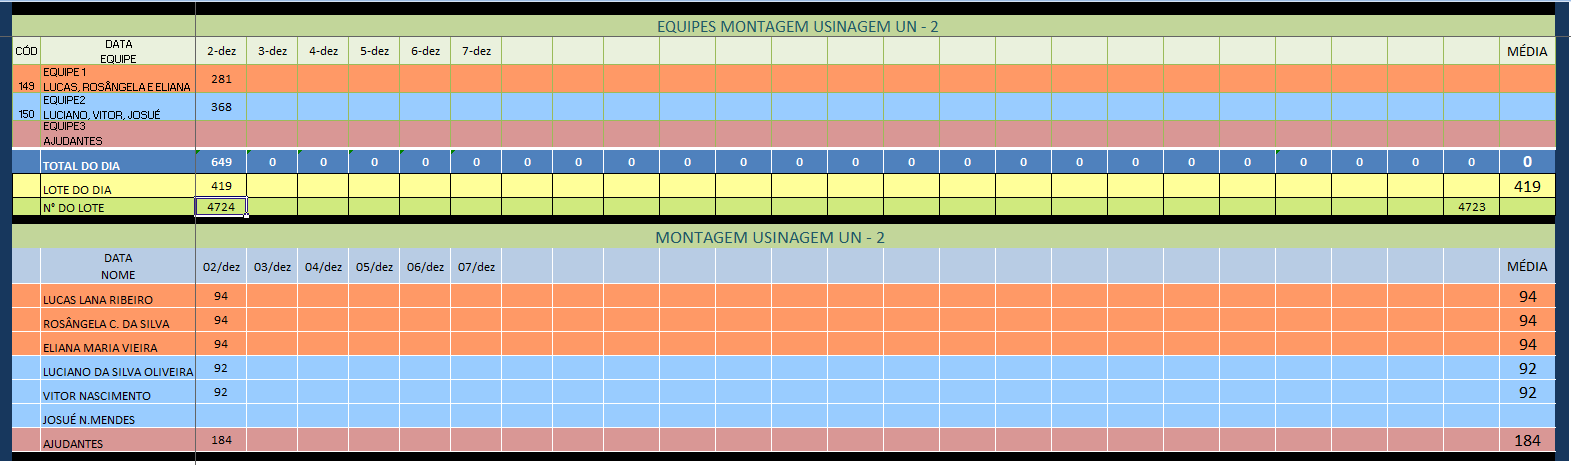 EQUIPES MONTAGEM USINAGEM UN - 2
CÓD DATA EQUIPE 2-dez 3-dez 4-dez 5-dez 6-dez 7-dez MÉDIA
149 EQUIPE 1 281
LUCAS, ROSÂNGELA E ELIANA
150 EQUIPE2 368
LUCIANO, VITOR, JOSUÉ
EQUIPE3
AJUDANTES
TOTAL DO DIA 649 0 0 0 0 0 0 0 0 0 0 0 0 0 0 0 0 0 0 0 0 0 0 0 0 0
LOTE DO DIA 419 419
N° DO LOTE 4724 4723
MONTAGEM USINAGEM UN - 2
DATA NOME 02/dez 03/dez 04/dez 05/dez 06/dez 07/dez MÉDIA
LUCAS LANA RIBEIRO 94 94
ROSÂNGELA C. DA SILVA 94 94
ELIANA MARIA VIEIRA 94 94
LUCIANO DA SILVA OLIVEIRA 92 92
VITOR NASCIMENTO 92 92
JOSUÉ N.MENDES
AJUDANTES 184 184